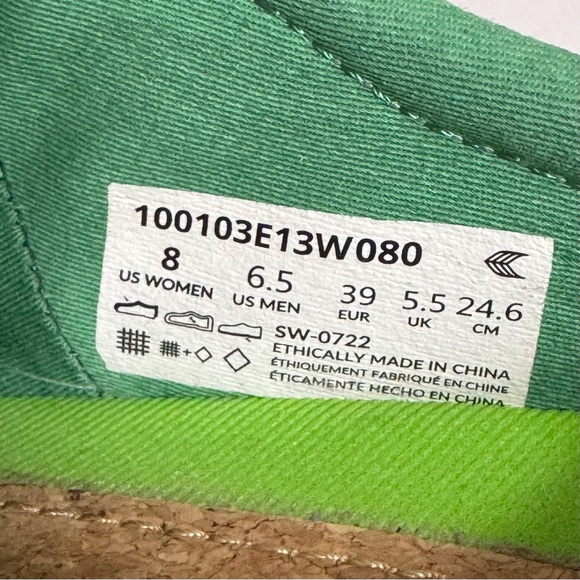 100103E13W080
8 6.5 39 5.5 24.6
US WOMEN US MEN EUR UK CM
SW-0722
ETHICALLY MADE IN CHINA
ÉTHIQUEMENT FABRIQUÉ EN CHINE
ÉTICAMENTE HECHO EN CHINA